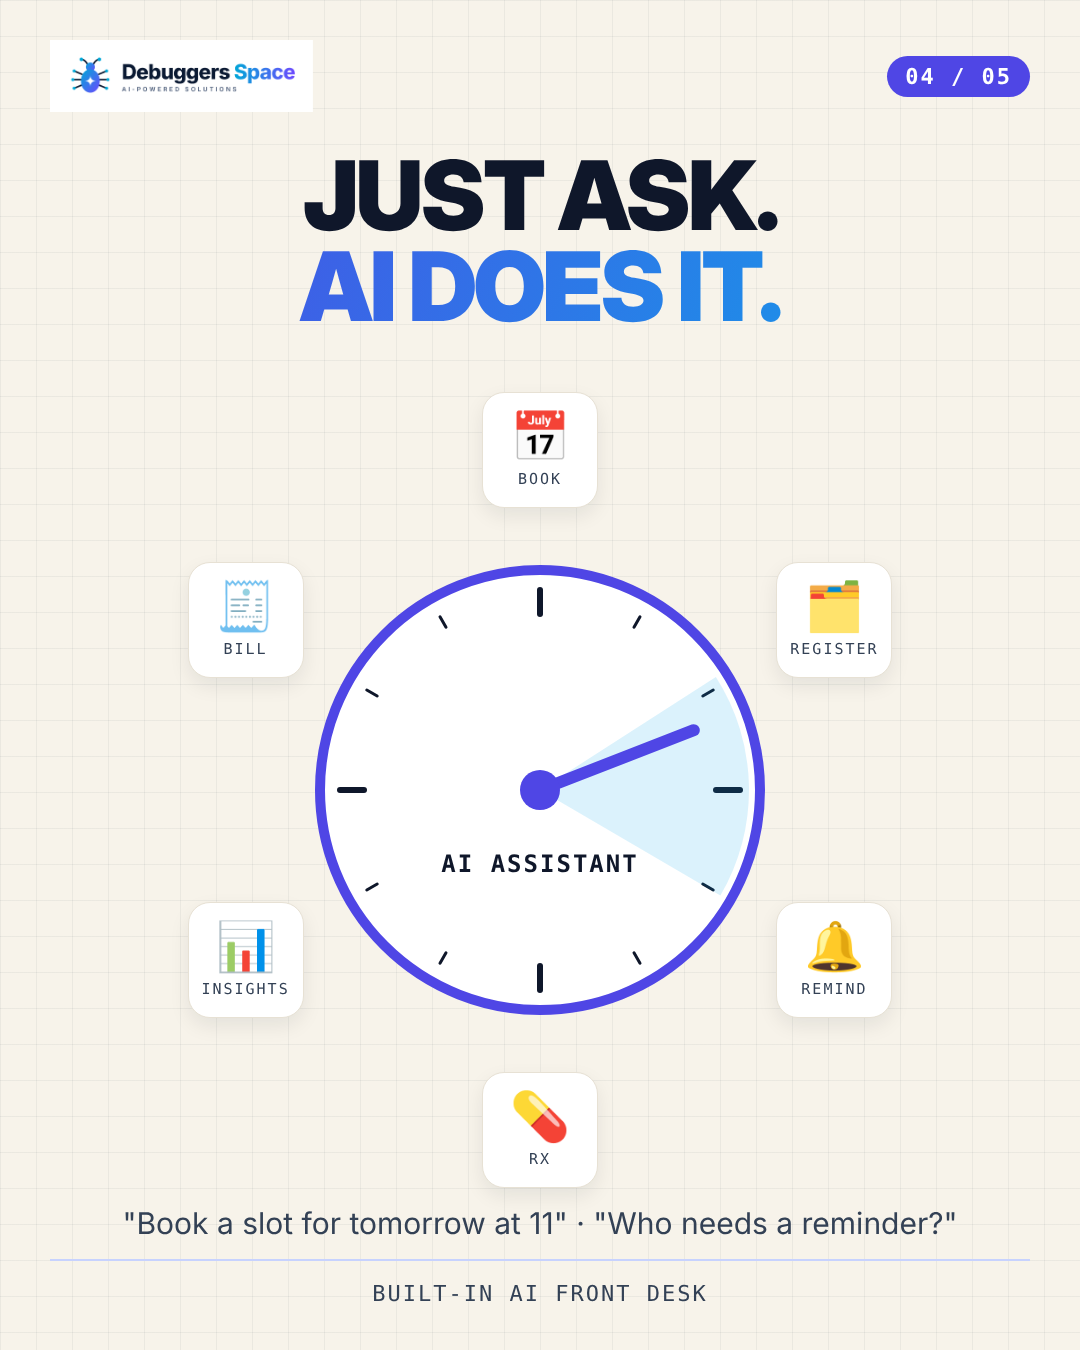 Debuggers Space
AI-POWERED SOLUTIONS
04 / 05
JUST ASK.
AI DOES IT.
July
17
BOOK
BILL
REGISTER
AI ASSISTANT
INSIGHTS
REMIND
RX
"Book a slot for tomorrow at 11" · "Who needs a reminder?"
BUILT-IN AI FRONT DESK